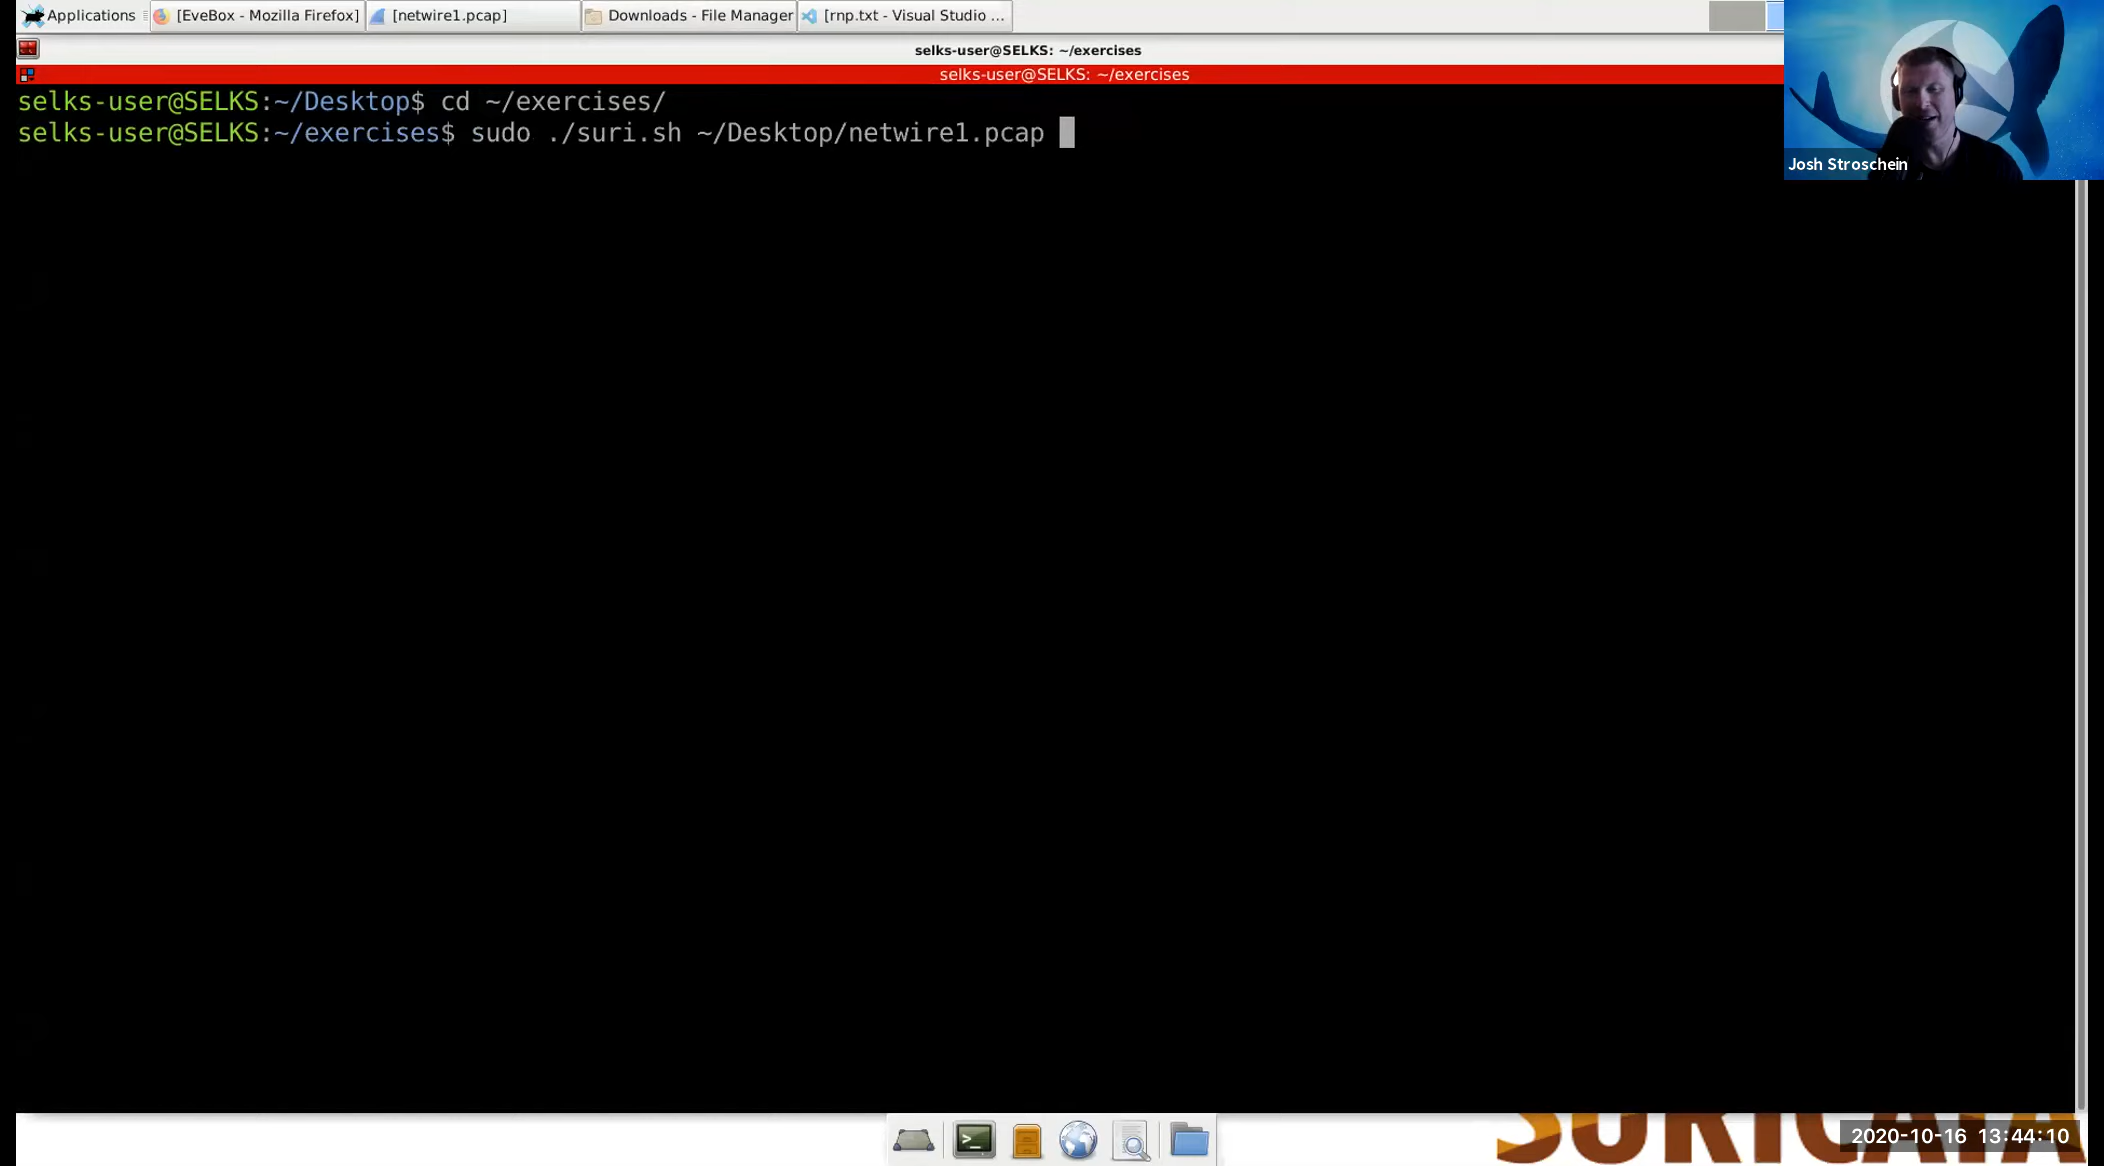 Applications
[EveBox - Mozilla Firefox]
[netwire1.pcap]
Downloads - File Manager
[rnp.txt - Visual Studio ...
selks-user@SELKS: ~/exercises
selks-user@SELKS: ~/exercises
selks-user@SELKS:~/Desktop$ cd ~/exercises/
selks-user@SELKS:~/exercises$ sudo ./suri.sh ~/Desktop/netwire1.pcap
Josh Stroschein
SURICATA
2020-10-16 13:44:10